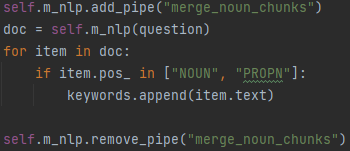 self.m_nlp.add_pipe("merge_noun_chunks")
doc = self.m_nlp(question)
for item in doc:
    if item.pos_ in ["NOUN", "PROPN"]:
        keywords.append(item.text)

self.m_nlp.remove_pipe("merge_noun_chunks")